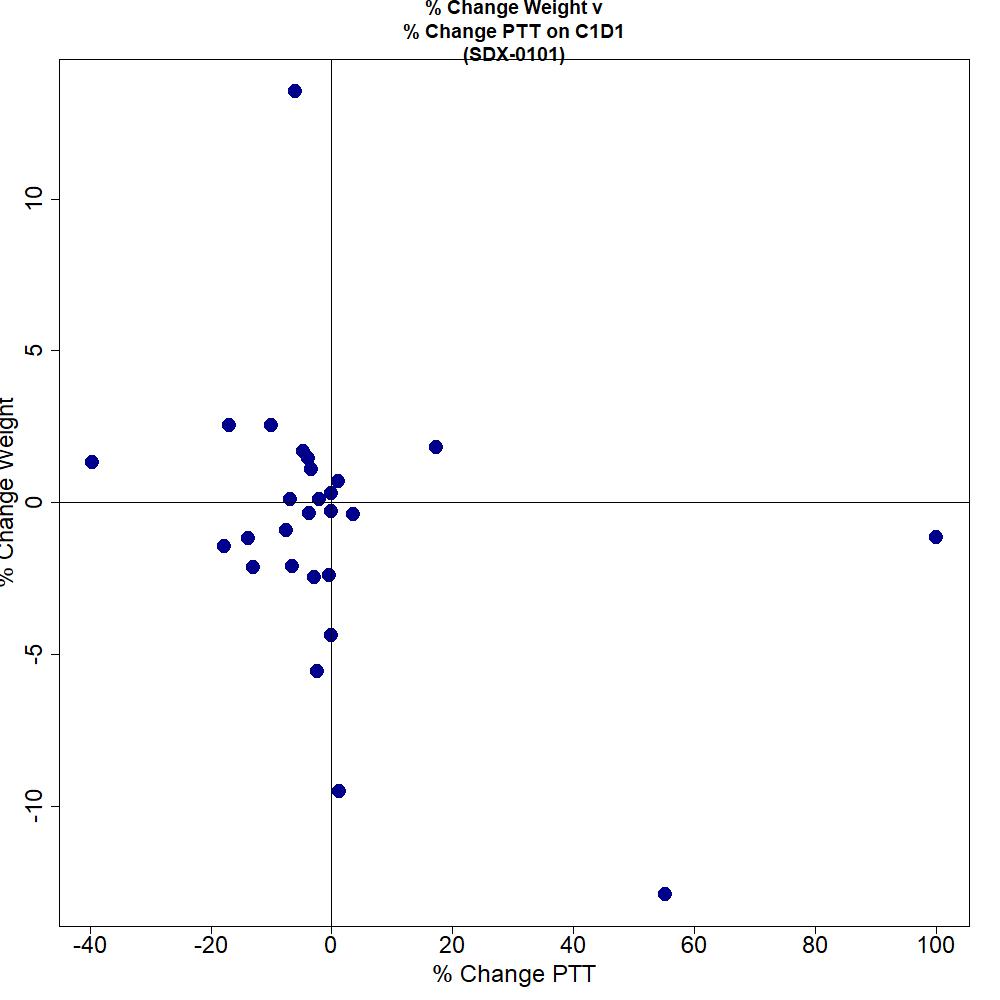 % Change Weight v
% Change PTT on C1D1
(SDX-0101)
10
5
0
-5
-10
% Change Weight
-40 -20 0 20 40 60 80 100
% Change PTT